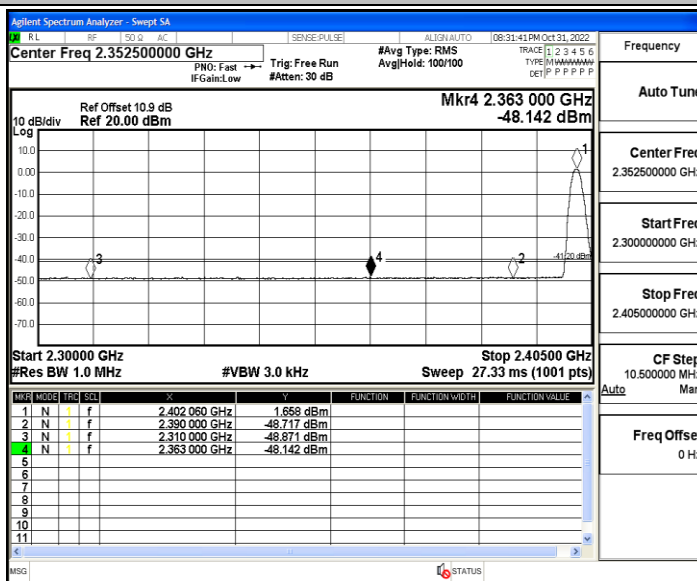 Agilent Spectrum Analyzer - Swept SA
RL RF 50 Ω AC SENSE:PULSE ALIGN AUTO 08:31:41 PM Oct 31, 2022
Center Freq 2.352500000 GHz #Avg Type: RMS TRACE 1 2 3 4 5 6
PNO: Fast Trig: Free Run Avg|Hold: 100/100 TYPE M W W W W W
IFGain:Low #Atten: 30 dB DET P P P P P P
Mkr4 2.363 000 GHz
-48.142 dBm
Ref Offset 10.9 dB
10 dB/div Ref 20.00 dBm
Log
10.0
0.00
-10.0
-20.0
-30.0
-40.0
-50.0
-60.0
-70.0
1
3
4
2
-41.20 dBm
Start 2.30000 GHz Stop 2.40500 GHz
#Res BW 1.0 MHz #VBW 3.0 kHz Sweep 27.33 ms (1001 pts)
MKR MODE TRC SCL X Y FUNCTION FUNCTION WIDTH FUNCTION VALUE
1 N 1 f 2.402 060 GHz 1.658 dBm
2 N 1 f 2.390 000 GHz -48.717 dBm
3 N 1 f 2.310 000 GHz -48.871 dBm
4 N 1 f 2.363 000 GHz -48.142 dBm
5
6
7
8
9
10
11
MSG STATUS
Frequency
Auto Tune
Center Freq
2.352500000 GHz
Start Freq
2.300000000 GHz
Stop Freq
2.405000000 GHz
CF Step
10.500000 MHz
Auto Man
Freq Offset
0 Hz